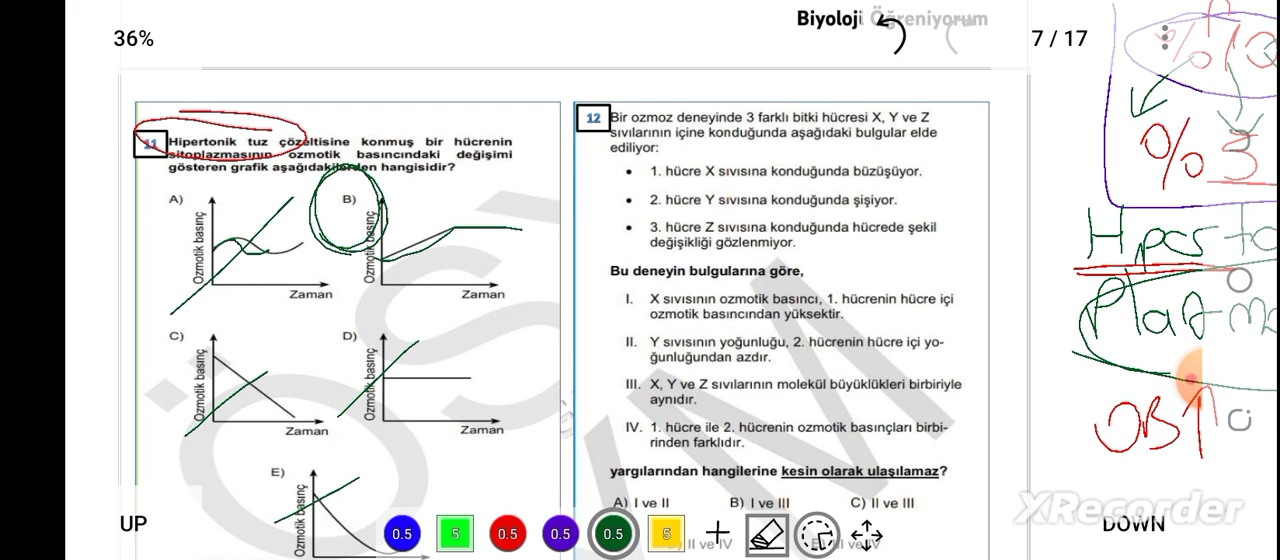 Biyoloji Öğreniyorum
36%
7 / 17
11 Hipertonik tuz çözeltisine konmuş bir hücrenin
sitoplazmasının ozmotik basıncındaki değişimi
gösteren grafik aşağıdakilerden hangisidir?
A)
Ozmotik basınç
Zaman
B)
Ozmotik basınç
Zaman
C)
Ozmotik basınç
Zaman
D)
Ozmotik basınç
Zaman
E)
Ozmotik basınç
12 Bir ozmoz deneyinde 3 farklı bitki hücresi X, Y ve Z
sıvılarının içine konduğunda aşağıdaki bulgular elde
ediliyor:
• 1. hücre X sıvısına konduğunda büzüşüyor.
• 2. hücre Y sıvısına konduğunda şişiyor.
• 3. hücre Z sıvısına konduğunda hücrede şekil
değişikliği gözlenmiyor.
Bu deneyin bulgularına göre,
I. X sıvısının ozmotik basıncı, 1. hücrenin hücre içi
ozmotik basıncından yüksektir.
II. Y sıvısının yoğunluğu, 2. hücrenin hücre içi yo-
ğunluğundan azdır.
III. X, Y ve Z sıvılarının molekül büyüklükleri birbiriyle
aynıdır.
IV. 1. hücre ile 2. hücrenin ozmotik basınçları birbi-
rinden farklıdır.
yargılarından hangilerine kesin olarak ulaşılamaz?
A) I ve II B) I ve III C) II ve III
II ve IV
ÖSYM
%
% 5
OB↑
UP
0.5 5 0.5 0.5 0.5 5
DOWN
XRecorder